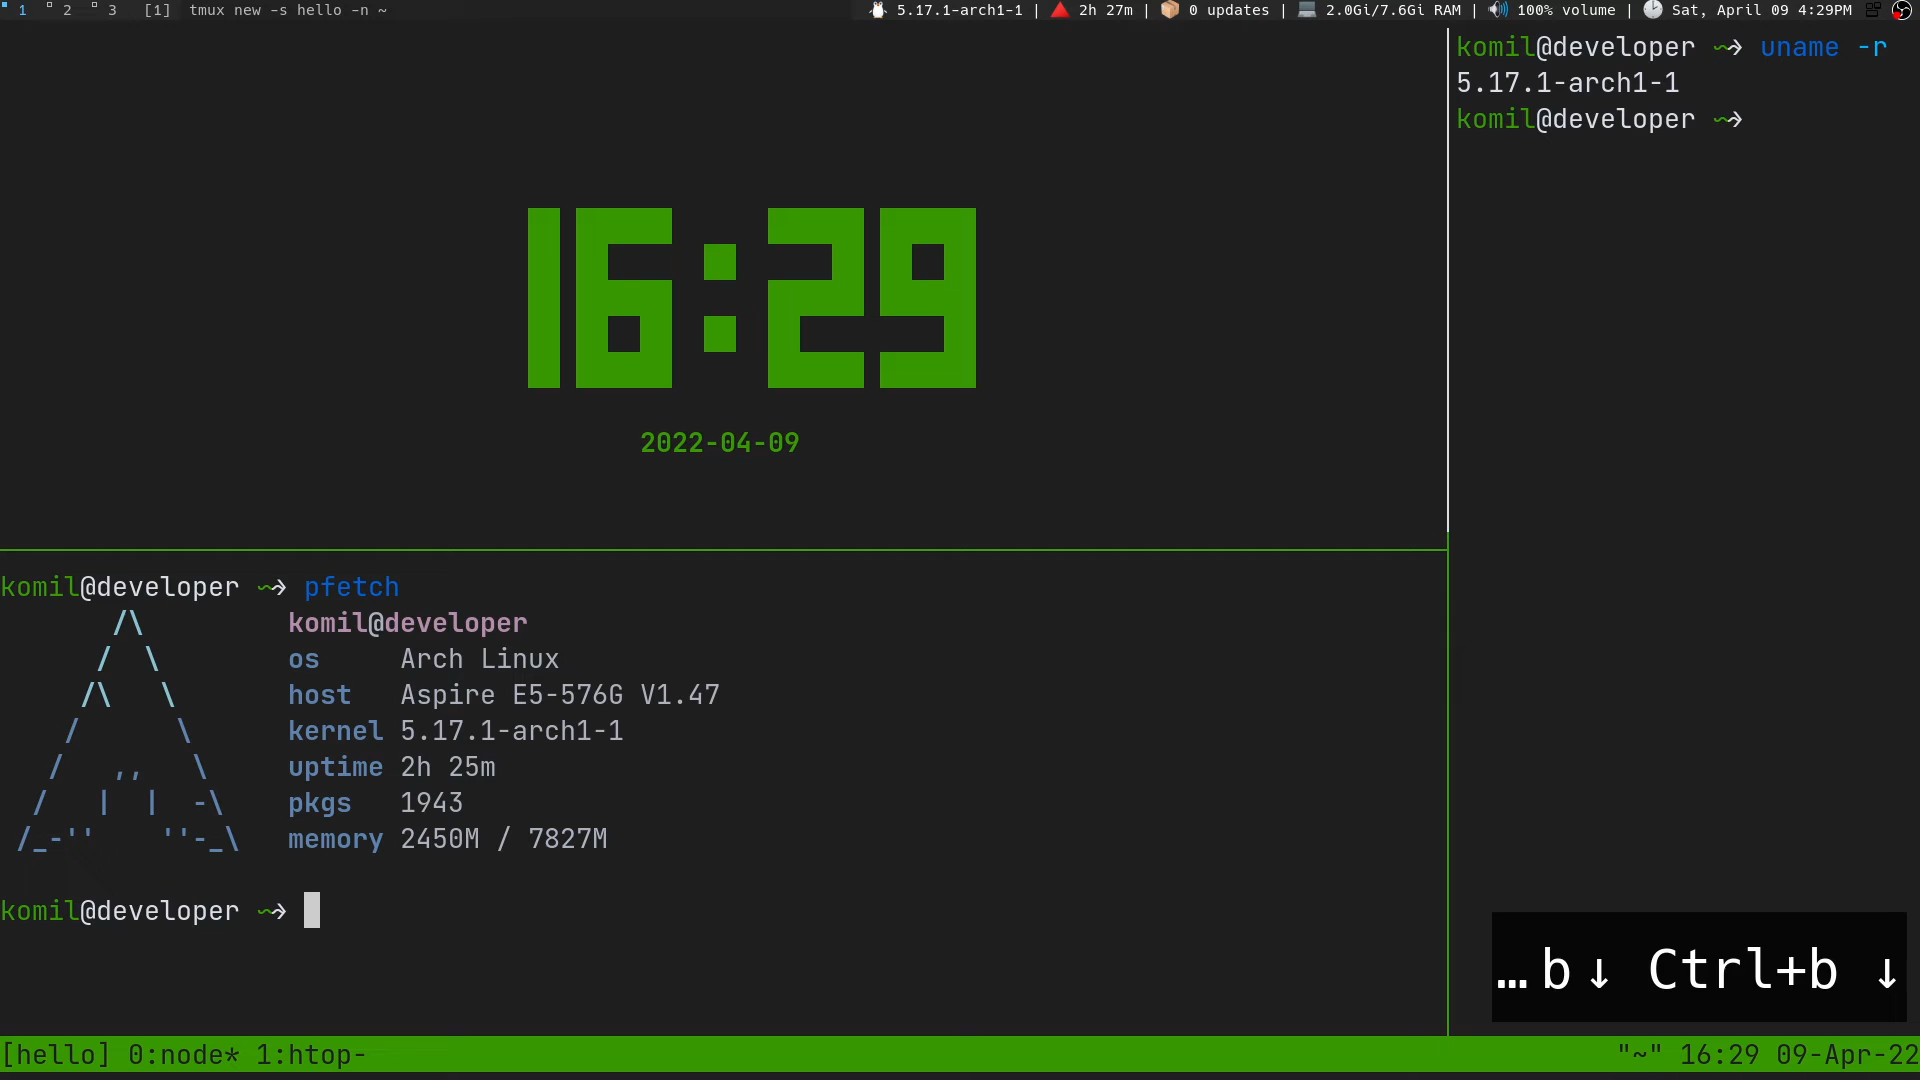 1 2 3 [1] tmux new -s hello -n ~ 5.17.1-arch1-1 | 2h 27m | 0 updates | 2.0Gi/7.6Gi RAM | 100% volume | Sat, April 09 4:29PM
komil@developer ~> uname -r
5.17.1-arch1-1
komil@developer ~>
16:29
2022-04-09
komil@developer ~> pfetch
/\ komil@developer
/ \ os Arch Linux
/\ \ host Aspire E5-576G V1.47
/ \ kernel 5.17.1-arch1-1
/ ,, \ uptime 2h 25m
/ | | -\ pkgs 1943
/_-'' ''-_\ memory 2450M / 7827M
komil@developer ~>
…b↓ Ctrl+b ↓
[hello] 0:node* 1:htop- "~" 16:29 09-Apr-22